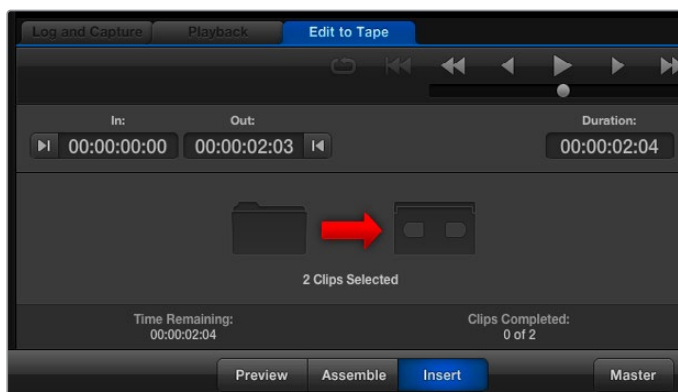 Log and Capture Playback Edit to Tape
In: Out: Duration:
00:00:00:00 00:00:02:03 00:00:02:04
2 Clips Selected
Time Remaining: Clips Completed:
00:00:02:04 0 of 2
Preview Assemble Insert Master